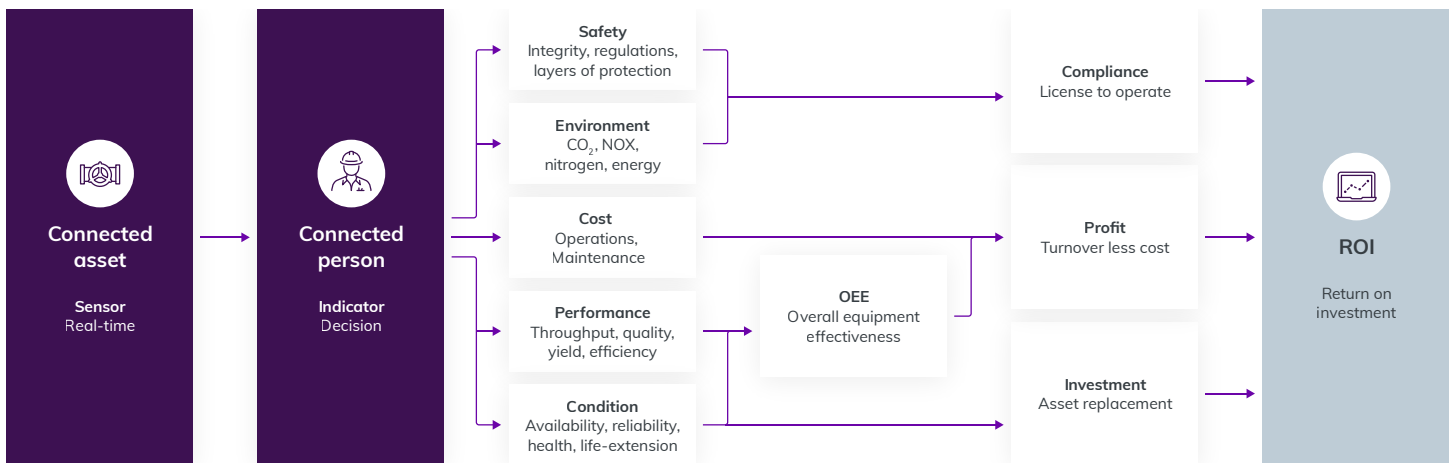 Connected
asset
Sensor
Real-time
Connected
person
Indicator
Decision
Safety
Integrity, regulations,
layers of protection
Environment
CO₂, NOX,
nitrogen, energy
Cost
Operations,
Maintenance
Performance
Throughput, quality,
yield, efficiency
Condition
Availability, reliability,
health, life-extension
OEE
Overall equipment
effectiveness
Compliance
License to operate
Profit
Turnover less cost
Investment
Asset replacement
ROI
Return on
investment